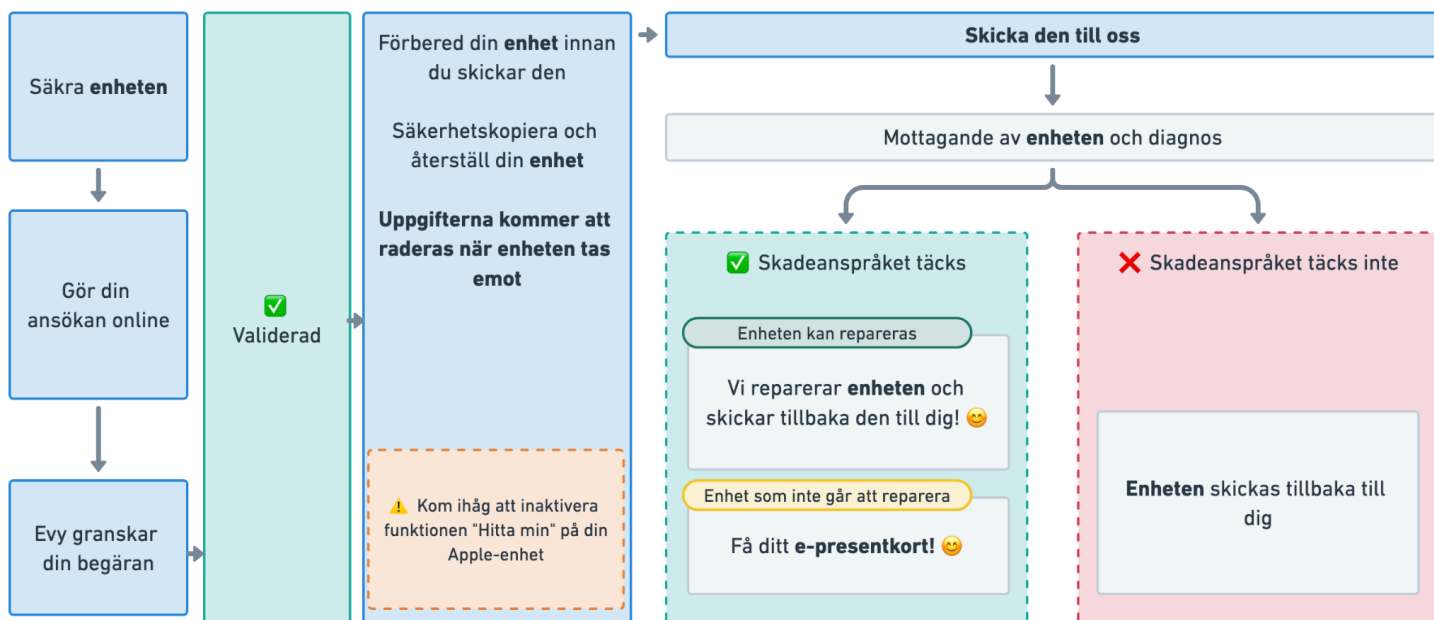 Säkra enheten
Gör din
ansökan online
Evy granskar
din begäran
✅
Validerad
Förbered din enhet innan
du skickar den
Säkerhetskopiera och
återställ din enhet
Uppgifterna kommer att
raderas när enheten tas
emot
⚠️ Kom ihåg att inaktivera
funktionen "Hitta min" på din
Apple-enhet
Skicka den till oss
Mottagande av enheten och diagnos
✅ Skadeanspråket täcks
Enheten kan repareras
Vi reparerar enheten och
skickar tillbaka den till dig! 😊
Enhet som inte går att reparera
Få ditt e-presentkort! 😊
❌ Skadeanspråket täcks inte
Enheten skickas tillbaka till
dig